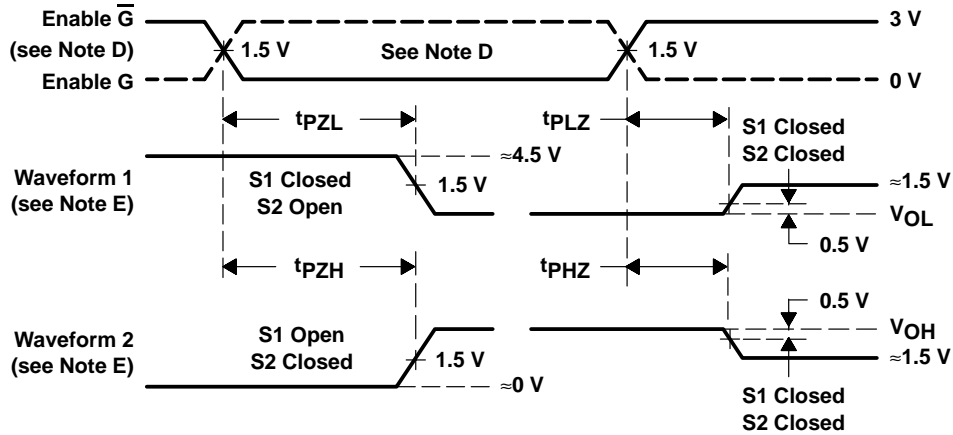 Enable G̅
(see Note D)
Enable G
1.5 V
See Note D
1.5 V
3 V
0 V
tPZL
tPLZ
S1 Closed
S2 Closed
Waveform 1
(see Note E)
S1 Closed
S2 Open
≈4.5 V
1.5 V
≈1.5 V
VOL
0.5 V
tPZH
tPHZ
0.5 V
Waveform 2
(see Note E)
S1 Open
S2 Closed
1.5 V
≈0 V
VOH
≈1.5 V
S1 Closed
S2 Closed